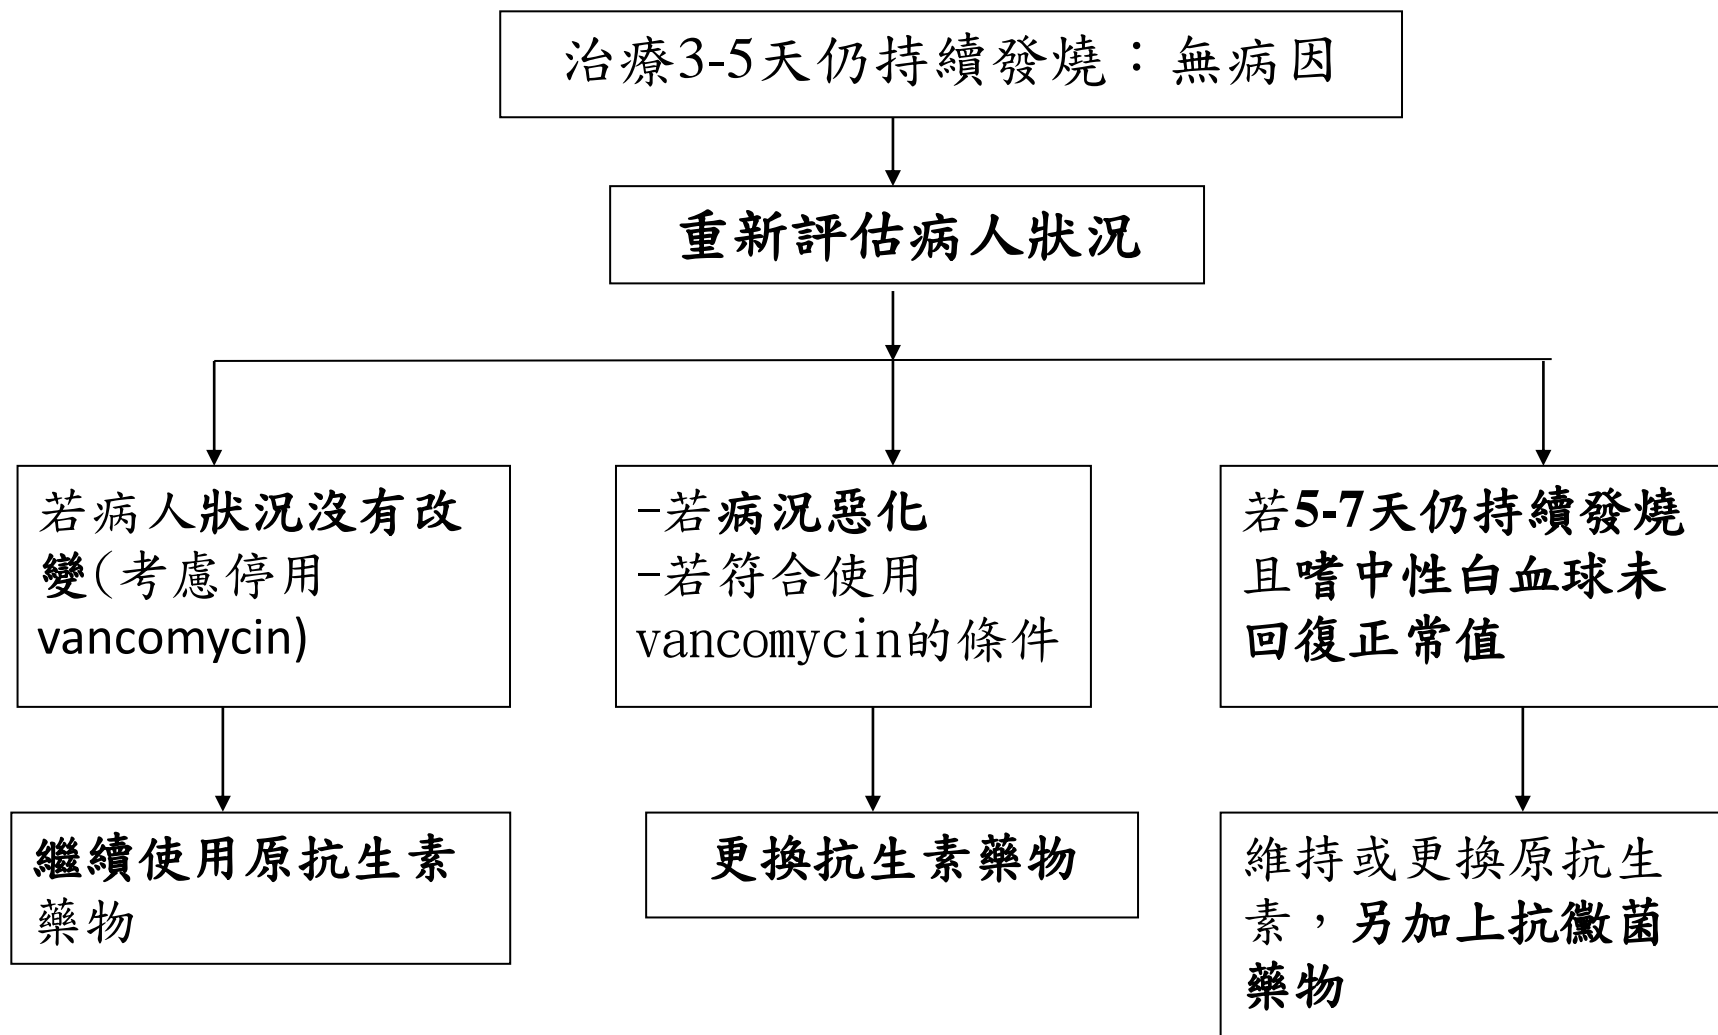 治療3-5天仍持續發燒：無病因
重新評估病人狀況
若病人狀況沒有改
變(考慮停用
vancomycin)
-若病況惡化
-若符合使用
vancomycin的條件
若5-7天仍持續發燒
且嗜中性白血球未
回復正常值
繼續使用原抗生素
藥物
更換抗生素藥物
維持或更換原抗生
素，另加上抗黴菌
藥物